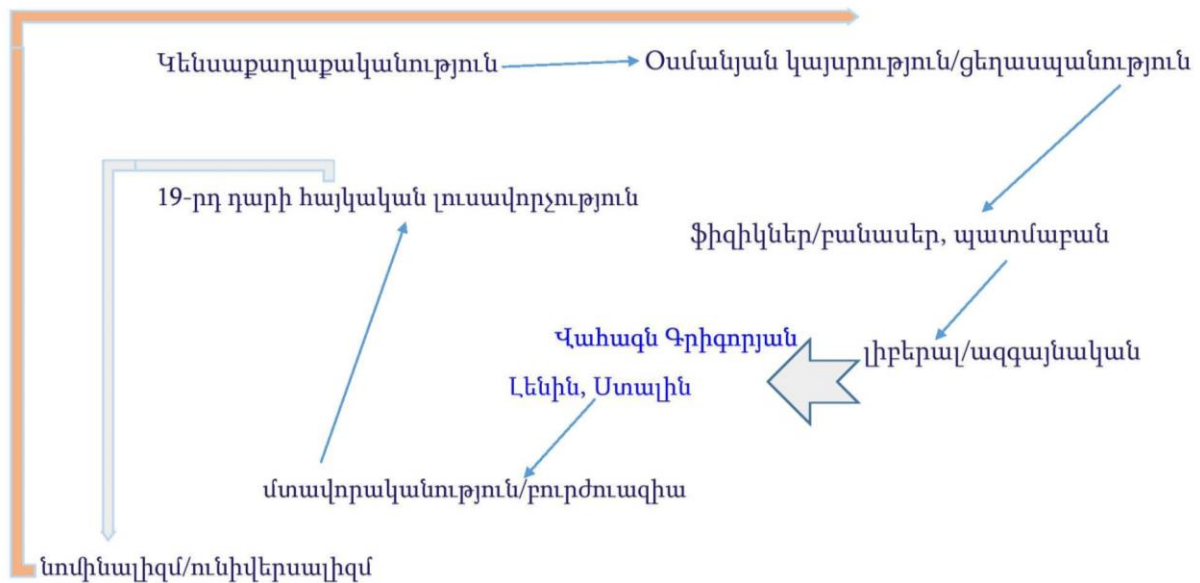 Կենսաքաղաքականություն
Օսմանյան կայսրություն/ցեղասպանություն
19-րդ դարի հայկական լուսավորչություն
ֆիզիկներ/բանասեր, պատմաբան
Վահագն Գրիգորյան
լիբերալ/ազգայնական
Լենին, Ստալին
մտավորականություն/բուրժուազիա
նոմինալիզմ/ունիվերսալիզմ